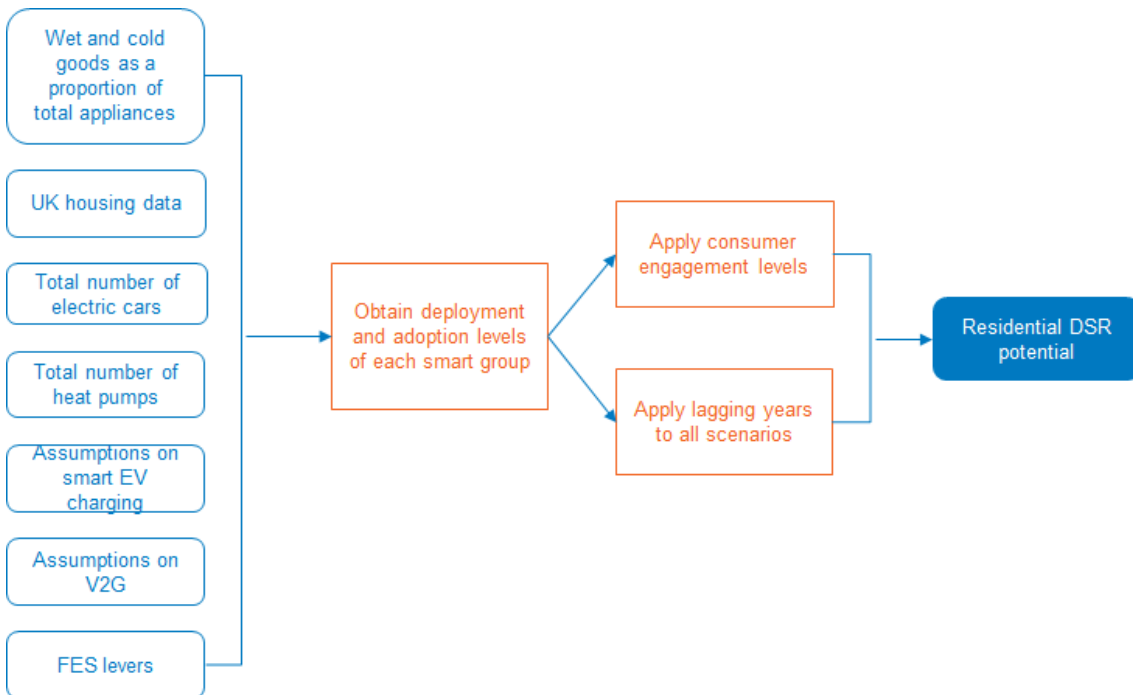 Wet and cold
goods as a
proportion of
total appliances
UK housing data
Total number of
electric cars
Total number of
heat pumps
Assumptions on
smart EV
charging
Assumptions on
V2G
FES levers
Obtain deployment
and adoption levels
of each smart group
Apply consumer
engagement levels
Apply lagging years
to all scenarios
Residential DSR
potential